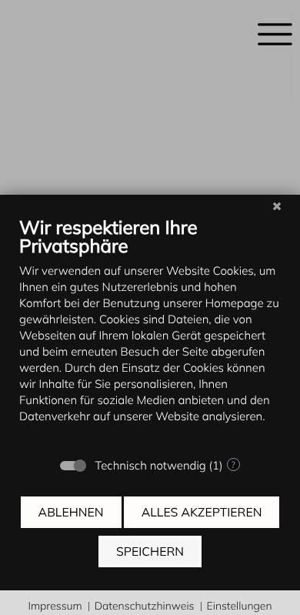 Wir respektieren Ihre
Privatsphäre
Wir verwenden auf unserer Website Cookies, um
Ihnen ein gutes Nutzererlebnis und hohen
Komfort bei der Benutzung unserer Homepage zu
gewährleisten. Cookies sind Dateien, die von
Webseiten auf Ihrem lokalen Gerät gespeichert
und beim erneuten Besuch der Seite abgerufen
werden. Durch den Einsatz der Cookies können
wir Inhalte für Sie personalisieren, Ihnen
Funktionen für soziale Medien anbieten und den
Datenverkehr auf unserer Website analysieren.
Technisch notwendig (1) ?
ABLEHNEN ALLES AKZEPTIEREN
SPEICHERN
Impressum | Datenschutzhinweis | Einstellungen